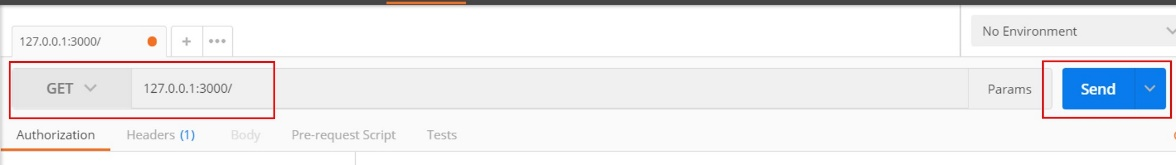 127.0.0.1:3000/
+ •••
No Environment
GET 127.0.0.1:3000/ Params Send
Authorization Headers (1) Body Pre-request Script Tests